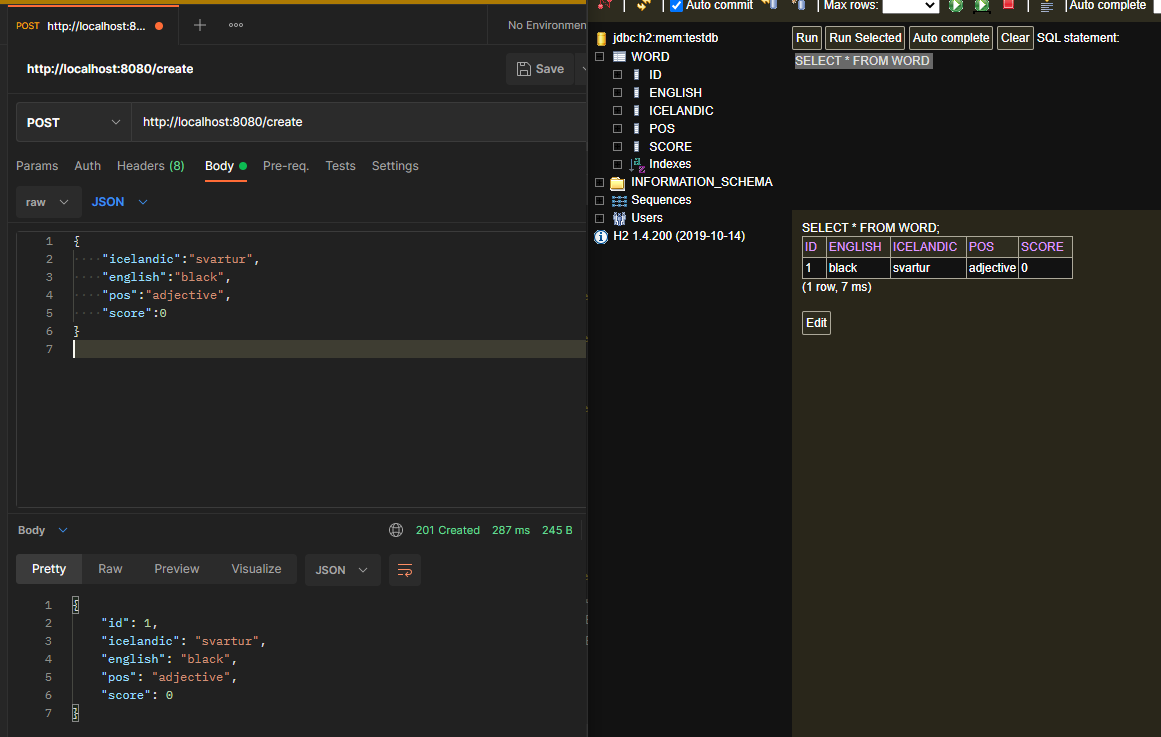 POST http://localhost:8...
No Environmen
http://localhost:8080/create
Save
POST http://localhost:8080/create
Params Auth Headers (8) Body Pre-req. Tests Settings
raw JSON
1 {
2 "icelandic":"svartur",
3 "english":"black",
4 "pos":"adjective",
5 "score":0
6 }
7
Body 201 Created 287 ms 245 B
Pretty Raw Preview Visualize JSON
1 {
2 "id": 1,
3 "icelandic": "svartur",
4 "english": "black",
5 "pos": "adjective",
6 "score": 0
7 }
Auto commit Max rows: Auto complete
jdbc:h2:mem:testdb
WORD
ID
ENGLISH
ICELANDIC
POS
SCORE
Indexes
INFORMATION_SCHEMA
Sequences
Users
H2 1.4.200 (2019-10-14)
Run Run Selected Auto complete Clear SQL statement:
SELECT * FROM WORD
SELECT * FROM WORD;
ID ENGLISH ICELANDIC POS SCORE
1 black svartur adjective 0
(1 row, 7 ms)
Edit